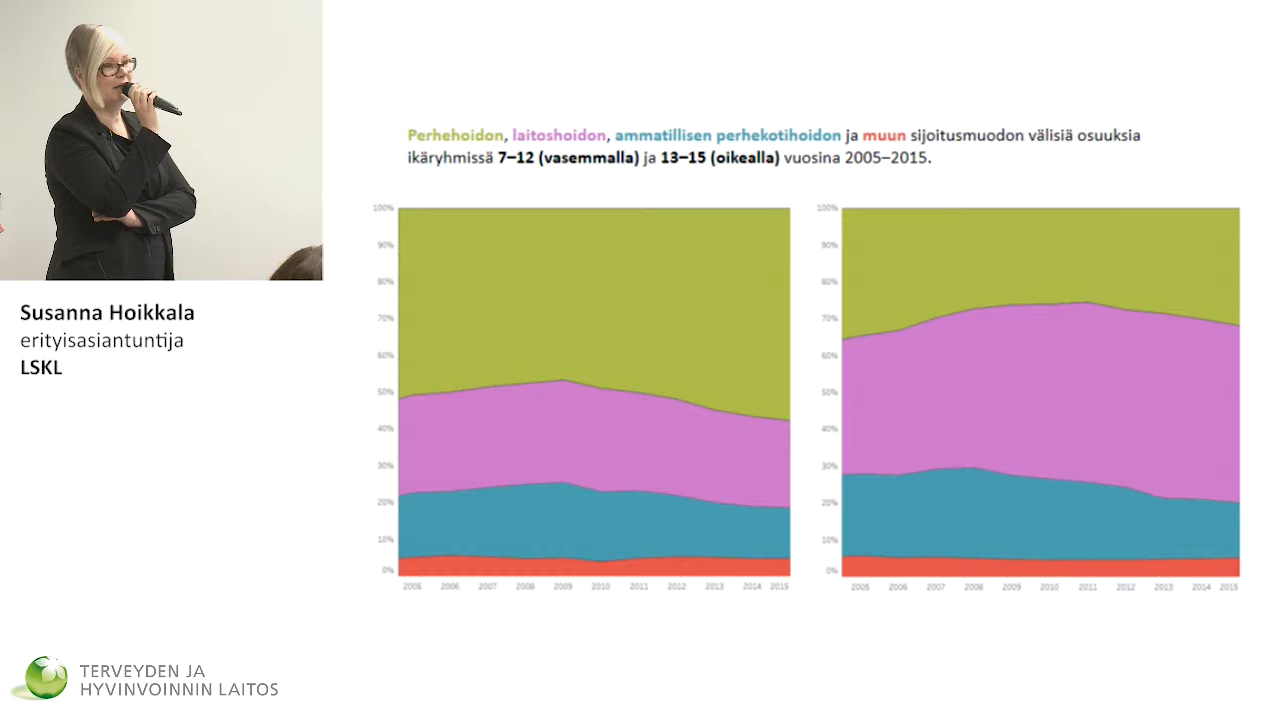 Perhehoidon, laitoshoidon, ammatillisen perhekotihoidon ja muun sijoitusmuodon välisiä osuuksia
ikäryhmissä 7–12 (vasemmalla) ja 13–15 (oikealla) vuosina 2005–2015.
Susanna Hoikkala
erityisasiantuntija
LSKL
100%
90%
80%
70%
60%
50%
40%
30%
20%
10%
0%
2005 2006 2007 2008 2009 2010 2011 2012 2013 2014 2015
100%
90%
80%
70%
60%
50%
40%
30%
20%
10%
0%
2005 2006 2007 2008 2009 2010 2011 2012 2013 2014 2015
TERVEYDEN JA
HYVINVOINNIN LAITOS